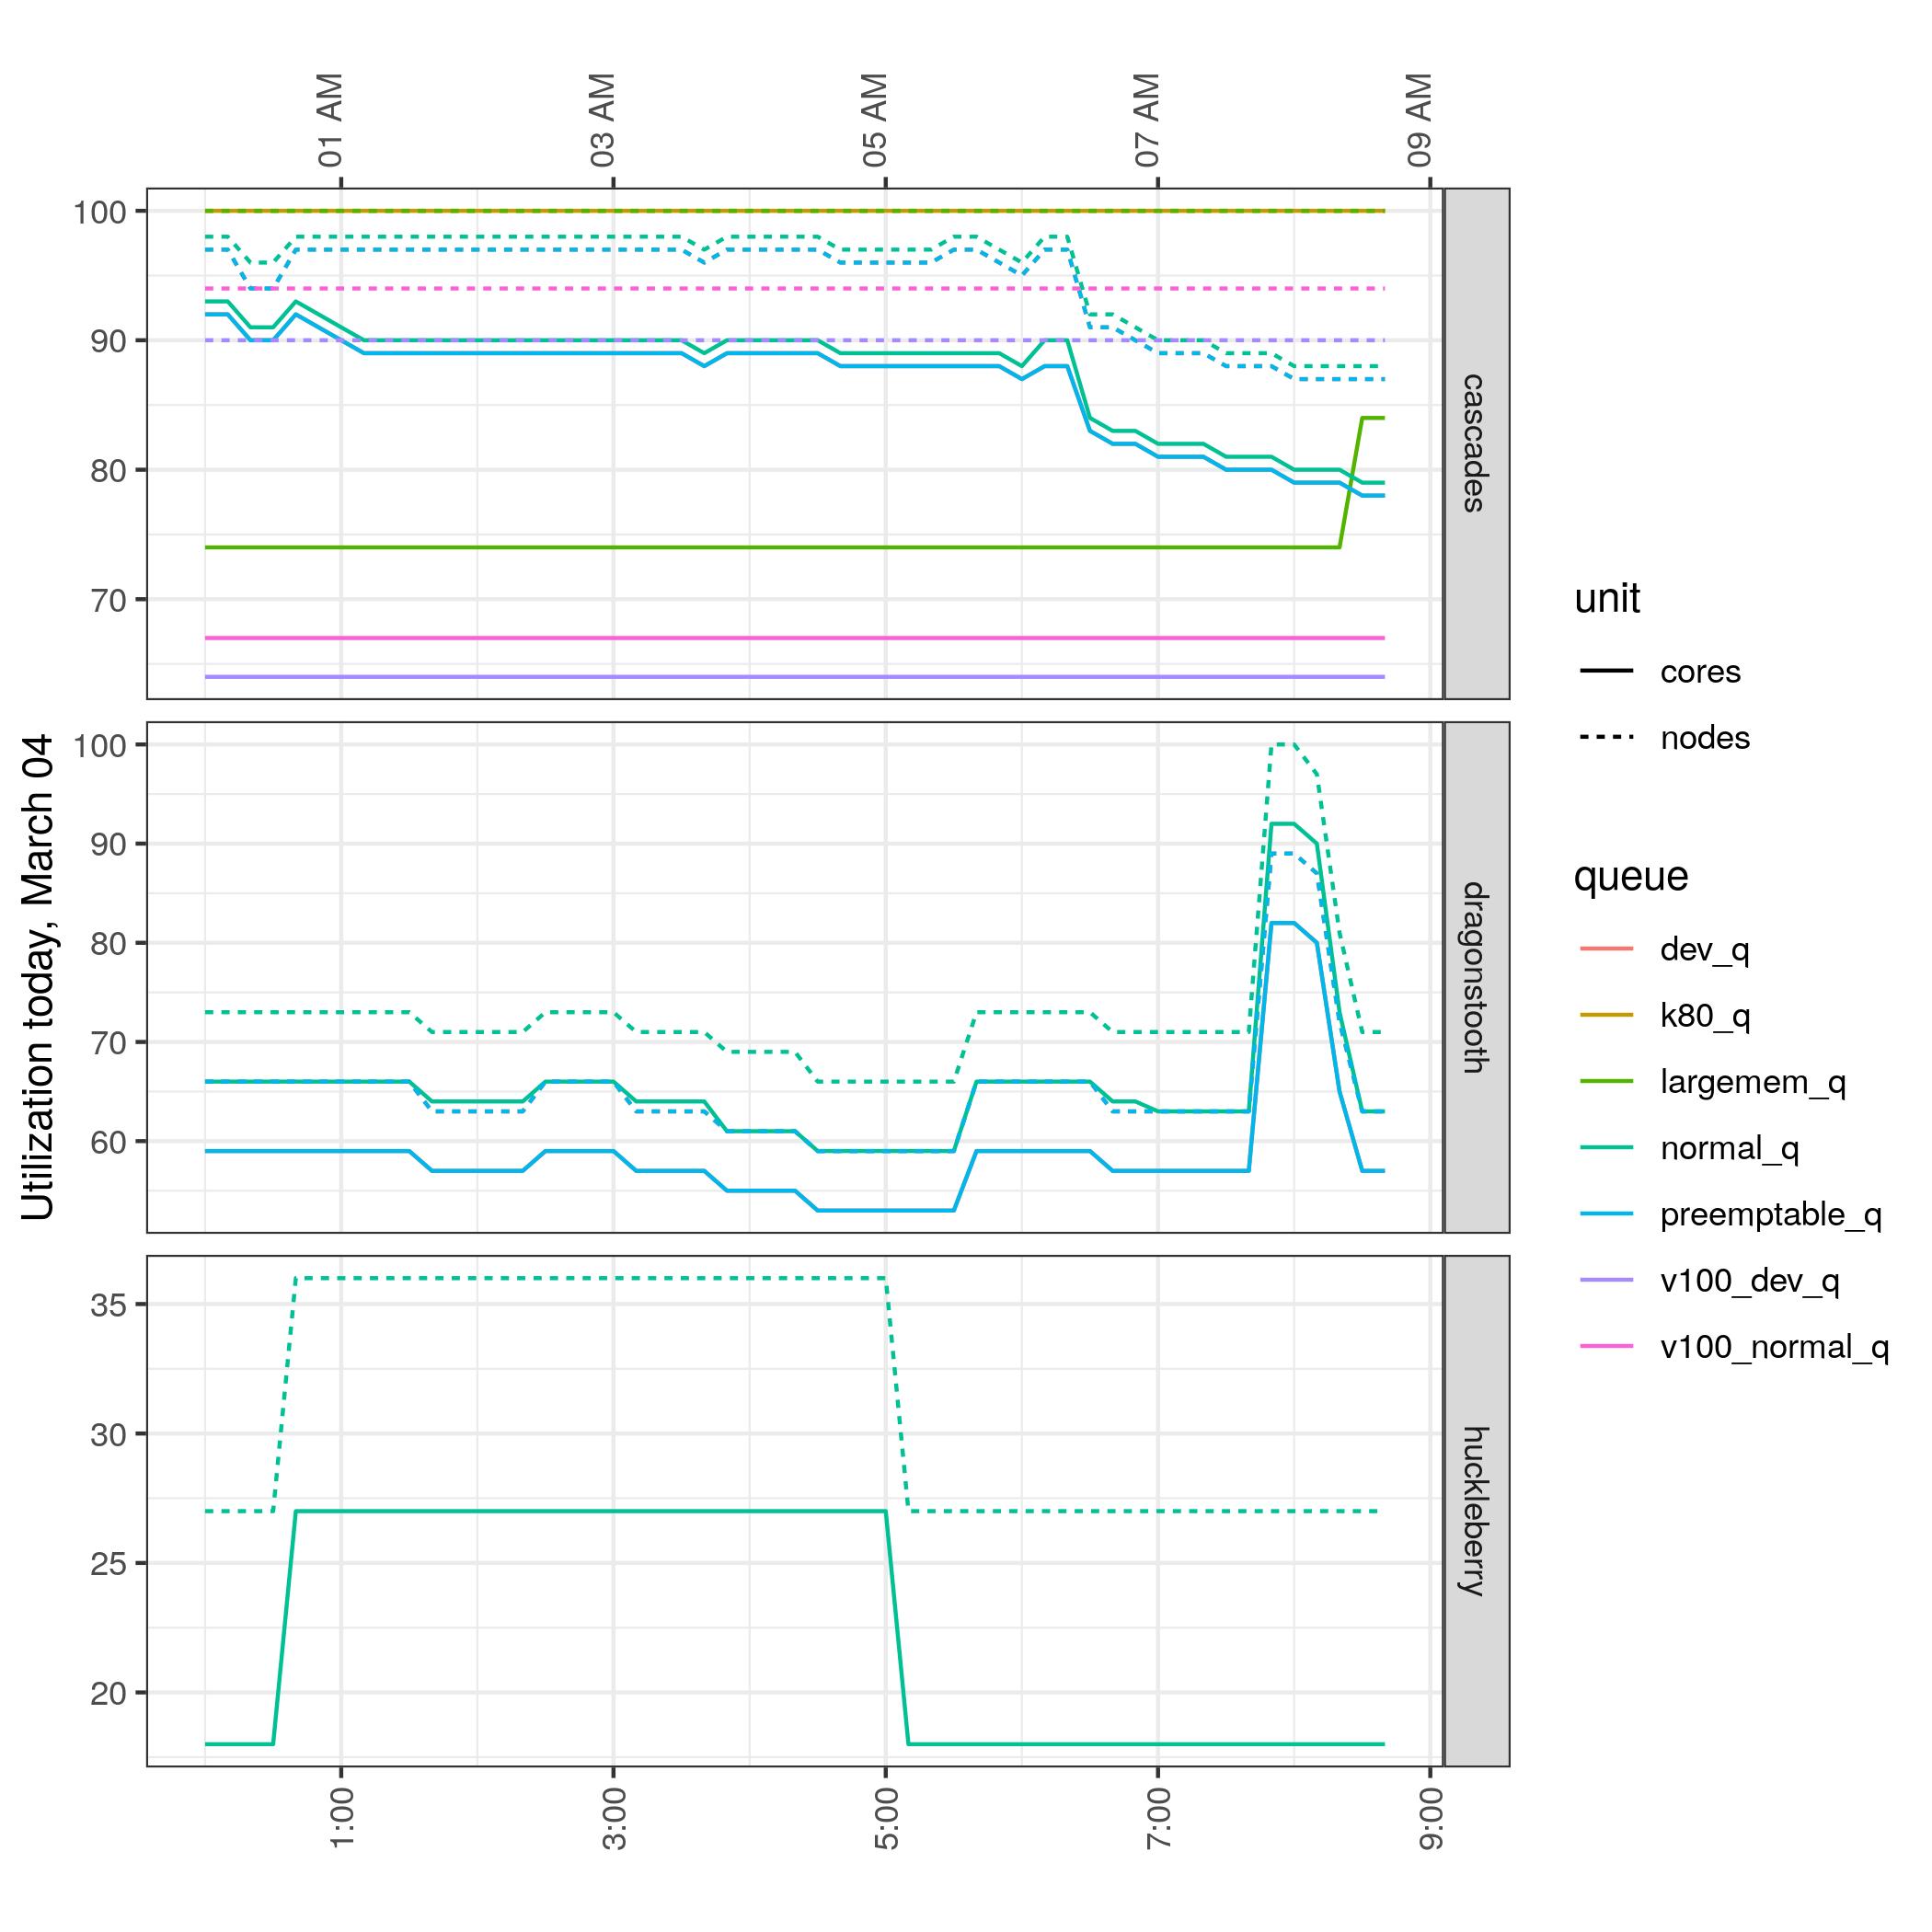 01 AM
03 AM
05 AM
07 AM
09 AM
100
90
80
70
cascades
Utilization today, March 04
100
90
80
70
60
dragonstooth
35
30
25
20
huckleberry
1:00
3:00
5:00
7:00
9:00
unit
cores
nodes
queue
dev_q
k80_q
largemem_q
normal_q
preemptable_q
v100_dev_q
v100_normal_q